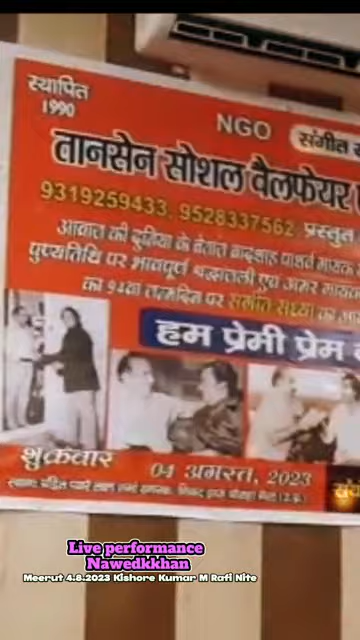 स्थापित
1990
NGO
संगीत
तानसेन सोशल वैलफेयर
9319259433, 9528337562 प्रस्तुत
आवाज की दुनिया के बेताज बादशाह पार्श्व गायक
पुण्यतिथि पर भावपूर्ण श्रद्धांजली एवं अमर गायक
का 94वां जन्मदिन पर संगीत संध्या का
हम प्रेमी प्रेम
शुक्रवार
04 अगस्त, 2023
Live performance
Nawedkkhan
Meerut 4.8.2023 Kishore Kumar M Rafi Nite